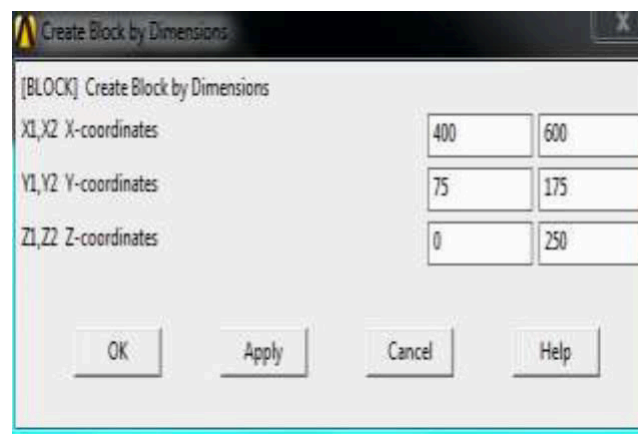 Create Block by Dimensions
X
[BLOCK] Create Block by Dimensions
X1,X2 X-coordinates 400 600
Y1,Y2 Y-coordinates 75 175
Z1,Z2 Z-coordinates 0 250
OK Apply Cancel Help